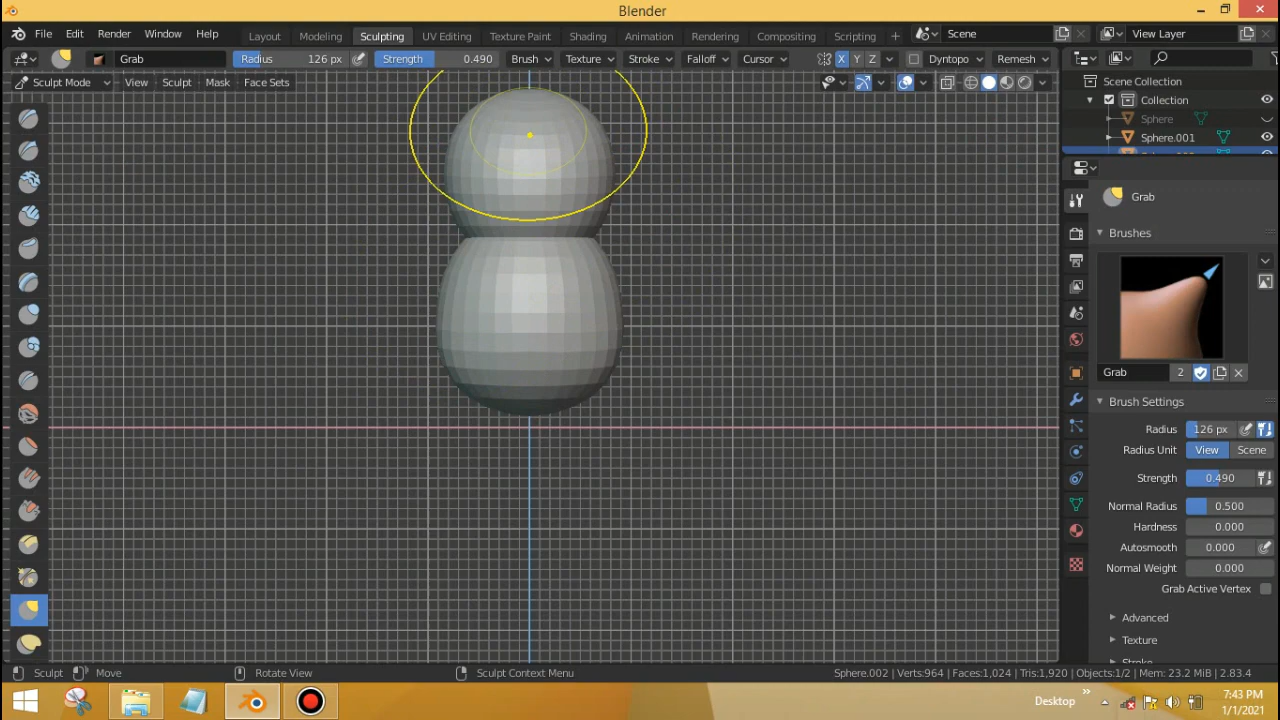 Blender
File Edit Render Window Help Layout Modeling Sculpting UV Editing Texture Paint Shading Animation Rendering Compositing Scripting + Scene View Layer
Grab Radius 126 px Strength 0.490 Brush Texture Stroke Falloff Cursor X Y Z Dyntopo Remesh
Sculpt Mode View Sculpt Mask Face Sets
Scene Collection
Collection
Sphere
Sphere.001
Grab
Brushes
Grab 2
Brush Settings
Radius 126 px
Radius Unit View Scene
Strength 0.490
Normal Radius 0.500
Hardness 0.000
Autosmooth 0.000
Normal Weight 0.000
Grab Active Vertex
Advanced
Texture
Stroke
Sculpt Move Rotate View Sculpt Context Menu Sphere.002 | Verts:964 | Faces:1,024 | Tris:1,920 | Objects:1/2 | Mem: 23.2 MiB | 2.83.4
Desktop 7:43 PM
1/1/2021